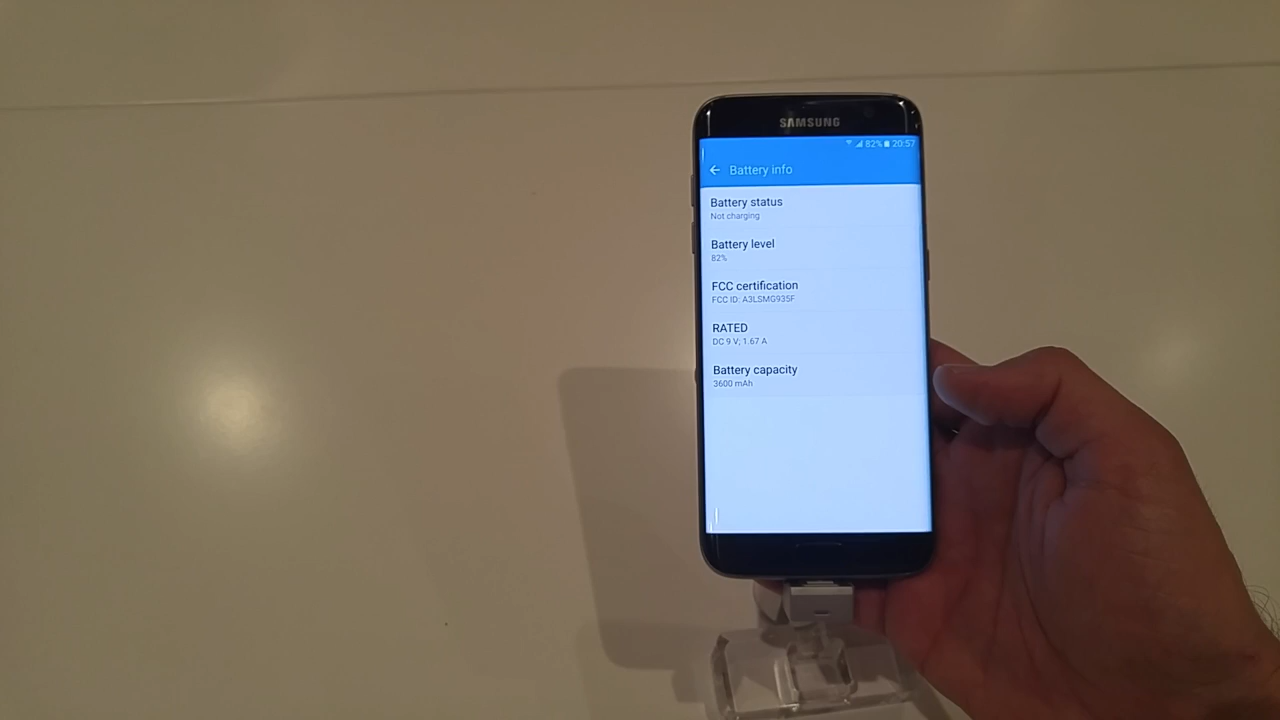 SAMSUNG
82% 20:57
Battery info
Battery status
Not charging
Battery level
82%
FCC certification
FCC ID: A3LSMG935F
RATED
DC 9 V; 1.67 A
Battery capacity
3600 mAh